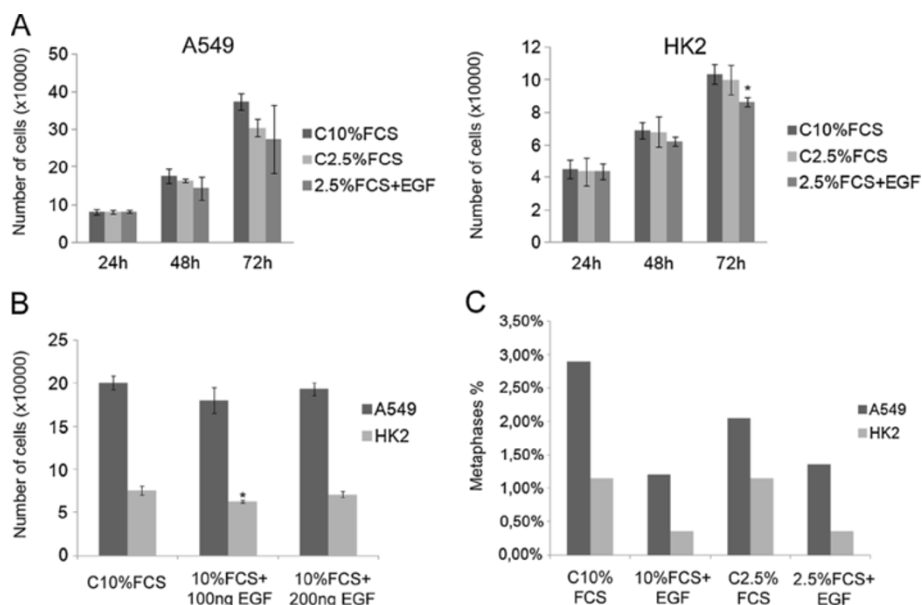 A
A549
Number of cells (x10000)
50
40
30
20
10
0
24h 48h 72h
C10%FCS
C2.5%FCS
2.5%FCS+EGF
HK2
Number of cells (x10000)
12
10
8
6
4
2
0
*
24h 48h 72h
C10%FCS
C2.5%FCS
2.5%FCS+EGF
B
Number of cells (x10000)
25
20
15
10
5
0
*
C10%FCS 10%FCS+ 10%FCS+
100ng EGF 200ng EGF
A549
HK2
C
Metaphases %
3,50%
3,00%
2,50%
2,00%
1,50%
1,00%
0,50%
0,00%
C10% 10%FCS+ C2.5% 2.5%FCS+
FCS EGF FCS EGF
A549
HK2